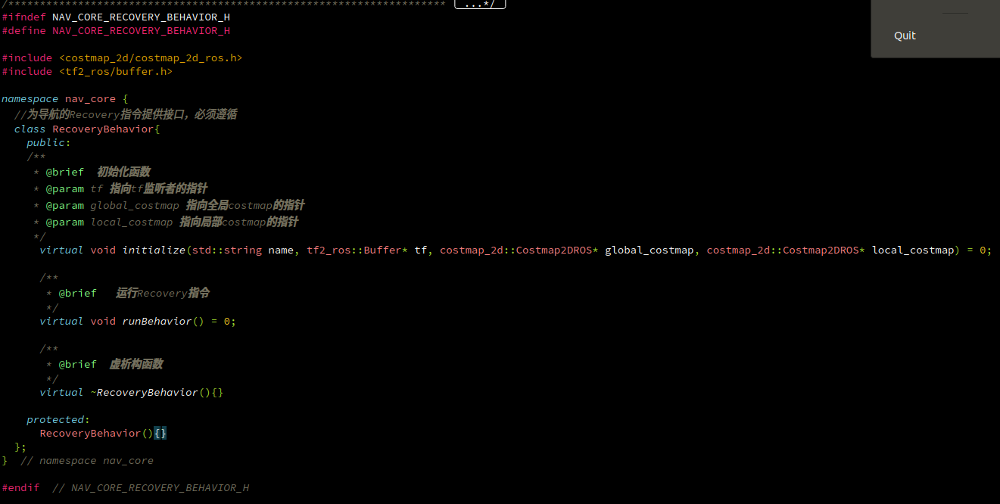 /********************************************************************* ...*/
#ifndef NAV_CORE_RECOVERY_BEHAVIOR_H
#define NAV_CORE_RECOVERY_BEHAVIOR_H
Quit
#include <costmap_2d/costmap_2d_ros.h>
#include <tf2_ros/buffer.h>
namespace nav_core {
//为导航的Recovery指令提供接口，必须遵循
class RecoveryBehavior{
public:
/**
* @brief 初始化函数
* @param tf 指向tf监听者的指针
* @param global_costmap 指向全局costmap的指针
* @param local_costmap 指向局部costmap的指针
*/
virtual void initialize(std::string name, tf2_ros::Buffer* tf, costmap_2d::Costmap2DROS* global_costmap, costmap_2d::Costmap2DROS* local_costmap) = 0;
/**
* @brief 运行Recovery指令
*/
virtual void runBehavior() = 0;
/**
* @brief 虚析构函数
*/
virtual ~RecoveryBehavior(){}
protected:
RecoveryBehavior(){}
};
} // namespace nav_core
#endif // NAV_CORE_RECOVERY_BEHAVIOR_H